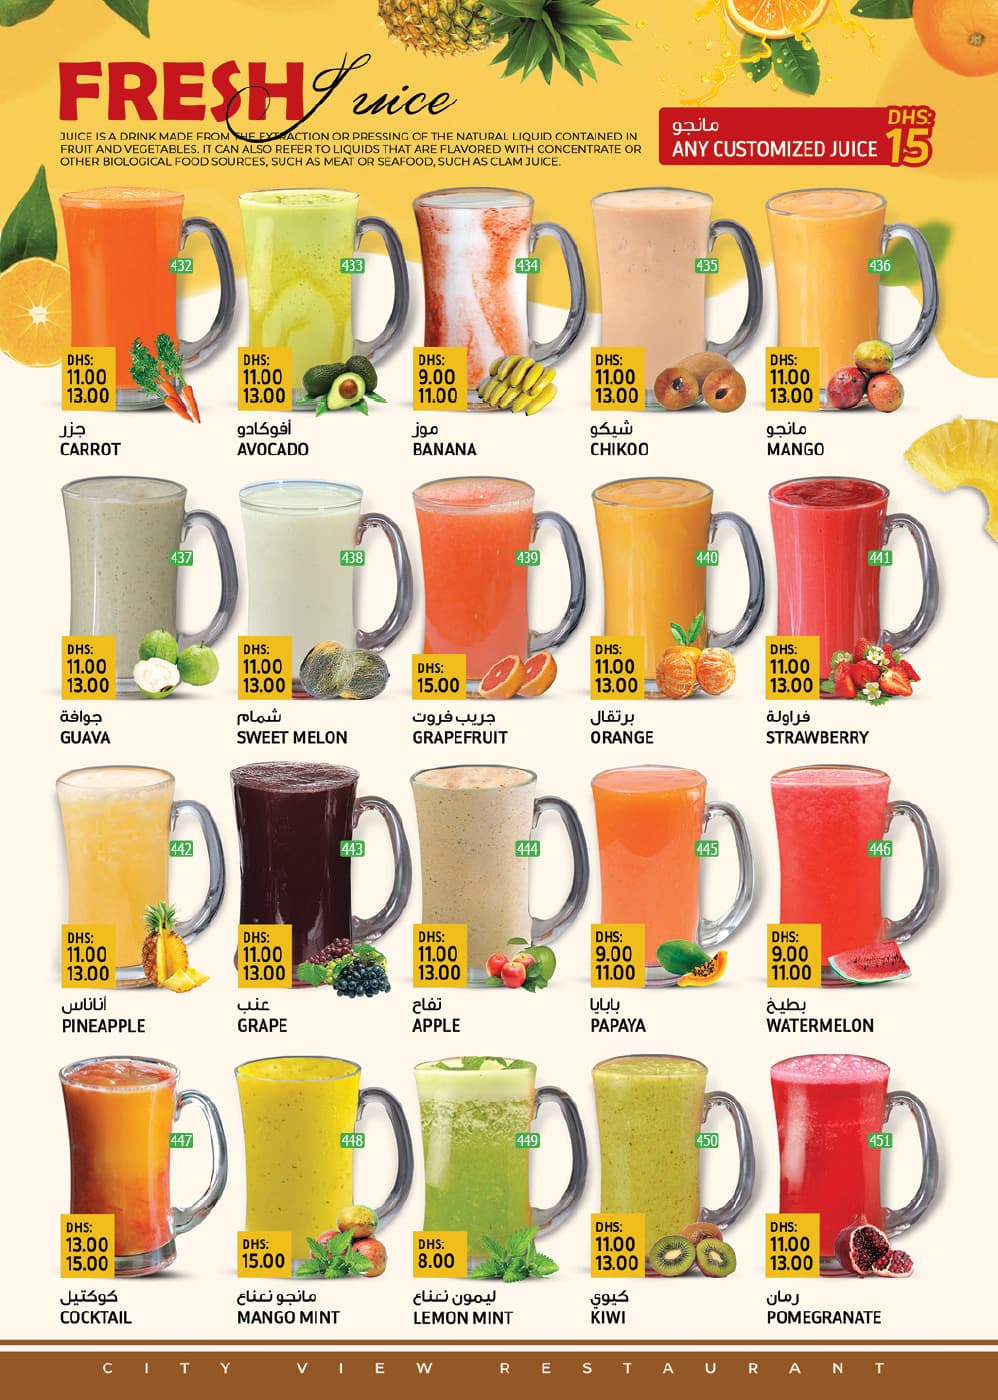 FRESH Juice
JUICE IS A DRINK MADE FROM THE EXTRACTION OR PRESSING OF THE NATURAL LIQUID CONTAINED IN
FRUIT AND VEGETABLES. IT CAN ALSO REFER TO LIQUIDS THAT ARE FLAVORED WITH CONCENTRATE OR
OTHER BIOLOGICAL FOOD SOURCES, SUCH AS MEAT OR SEAFOOD, SUCH AS CLAM JUICE.
مانجو
ANY CUSTOMIZED JUICE
DHS:
15
432
DHS:
11.00
13.00
جزر
CARROT
433
DHS:
11.00
13.00
أفوكادو
AVOCADO
434
DHS:
9.00
11.00
موز
BANANA
435
DHS:
11.00
13.00
شيكو
CHIKOO
436
DHS:
11.00
13.00
مانجو
MANGO
437
DHS:
11.00
13.00
جوافة
GUAVA
438
DHS:
11.00
13.00
شمام
SWEET MELON
439
DHS:
15.00
جريب فروت
GRAPEFRUIT
440
DHS:
11.00
13.00
برتقال
ORANGE
441
DHS:
11.00
13.00
فراولة
STRAWBERRY
442
DHS:
11.00
13.00
أناناس
PINEAPPLE
443
DHS:
11.00
13.00
عنب
GRAPE
444
DHS:
11.00
13.00
تفاح
APPLE
445
DHS:
9.00
11.00
بابايا
PAPAYA
446
DHS:
9.00
11.00
بطيخ
WATERMELON
447
DHS:
13.00
15.00
كوكتيل
COCKTAIL
448
DHS:
15.00
مانجو نعناع
MANGO MINT
449
DHS:
8.00
ليمون نعناع
LEMON MINT
450
DHS:
11.00
13.00
كيوي
KIWI
451
DHS:
11.00
13.00
رمان
POMEGRANATE
CITY VIEW RESTAURANT